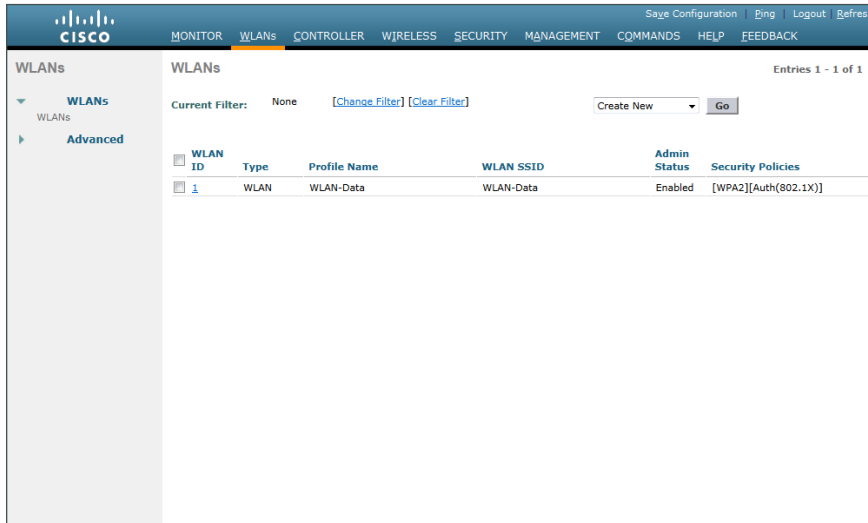 Save Configuration | Ping | Logout | Refres
CISCO
MONITOR WLANs CONTROLLER WIRELESS SECURITY MANAGEMENT COMMANDS HELP FEEDBACK
WLANs
WLANs
WLANs
Advanced
WLANs
Entries 1 - 1 of 1
Current Filter: None [Change Filter] [Clear Filter]
Create New
Go
WLAN ID Type Profile Name WLAN SSID Admin Status Security Policies
1 WLAN WLAN-Data WLAN-Data Enabled [WPA2][Auth(802.1X)]